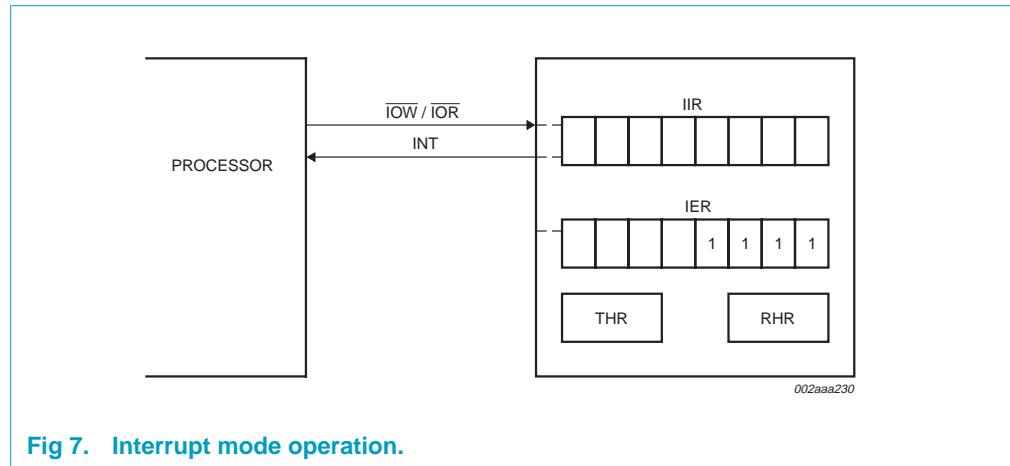 IIR
IOW / IOR
INT
PROCESSOR
IER
1 1 1 1
THR RHR
002aaa230
Fig 7. Interrupt mode operation.